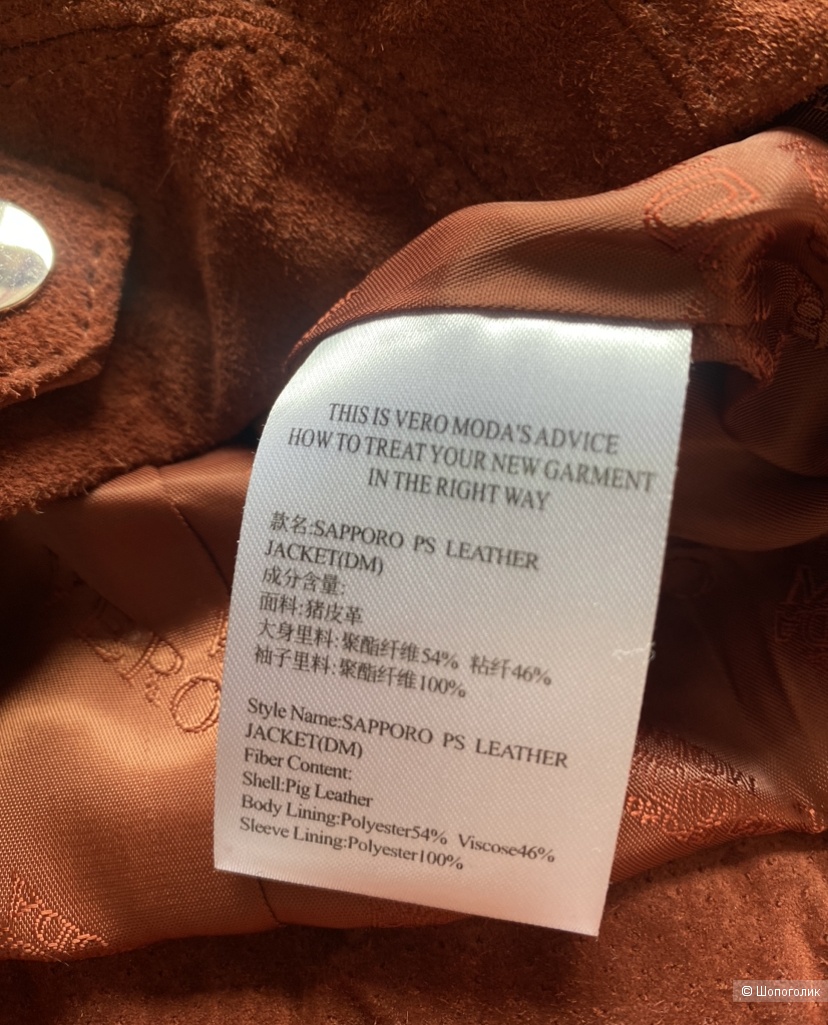 THIS IS VERO MODA'S ADVICE
HOW TO TREAT YOUR NEW GARMENT
IN THE RIGHT WAY
款名:SAPPORO PS LEATHER
JACKET(DM)
成分含量:
面料:猪皮革
大身里料:聚酯纤维54% 粘纤46%
袖子里料:聚酯纤维100%
Style Name:SAPPORO PS LEATHER
JACKET(DM)
Fiber Content:
Shell:Pig Leather
Body Lining:Polyester54% Viscose46%
Sleeve Lining:Polyester100%
© Шопоголик